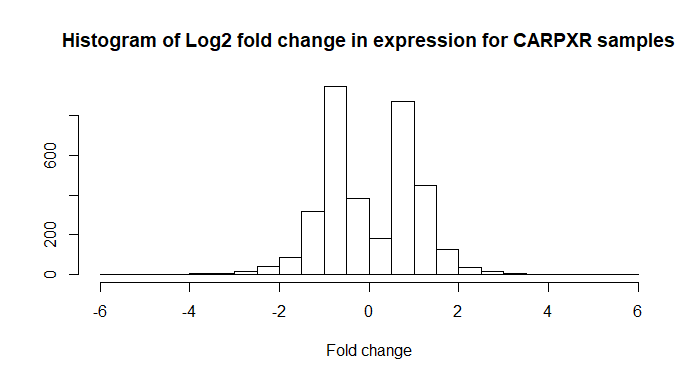 Histogram of Log2 fold change in expression for CARPXR samples
600
200
0
-6 -4 -2 0 2 4 6
Fold change